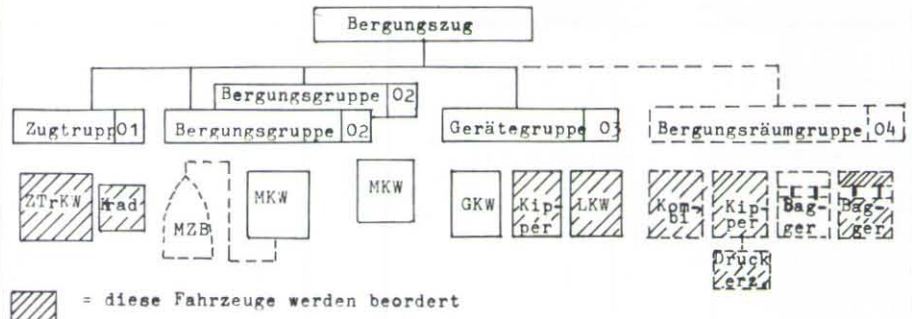 Bergungszug
Bergungsgruppe 02
Zugtrupp 01
Bergungsgruppe 02
Gerätegruppe 03
Bergungsräumgruppe 04
ZTrKW
Krad
MZB
MKW
MKW
GKW
Kip-
per
LKW
Kom-
bi
Kip-
per
Bag-
ger
Bag-
ger
Druck
erz.
= diese Fahrzeuge werden beordert